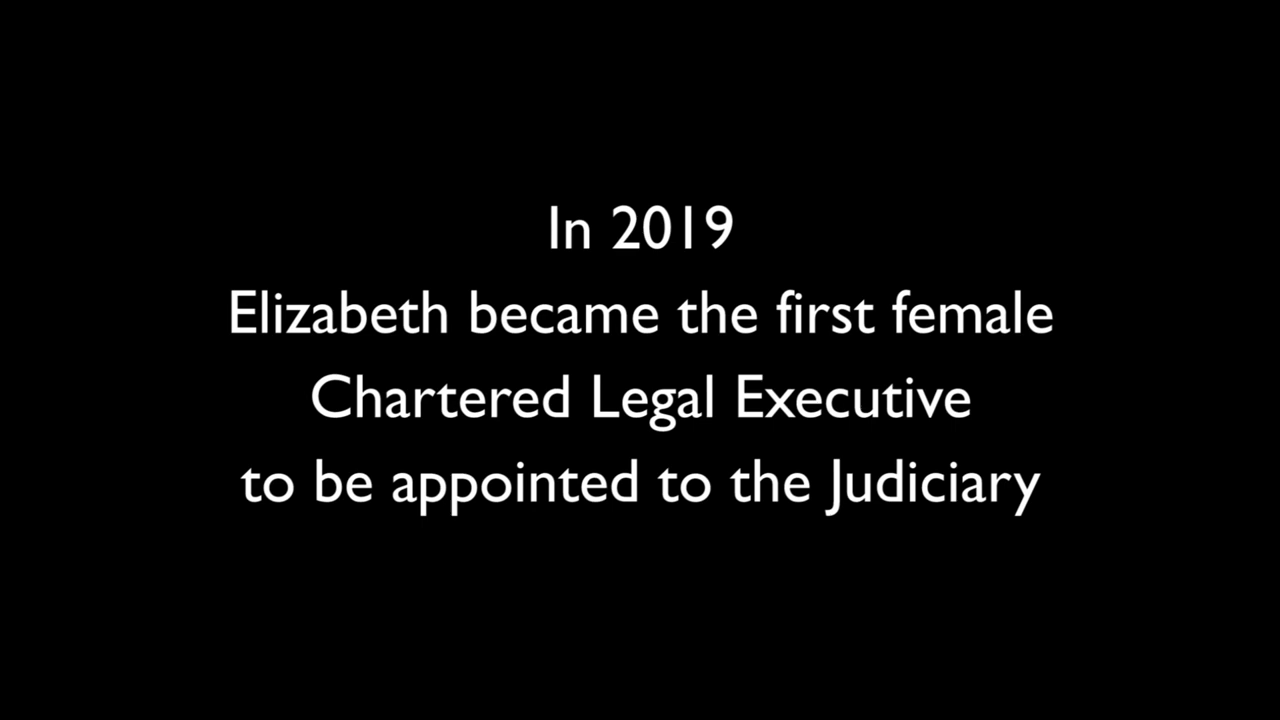 In 2019
Elizabeth became the first female
Chartered Legal Executive
to be appointed to the Judiciary